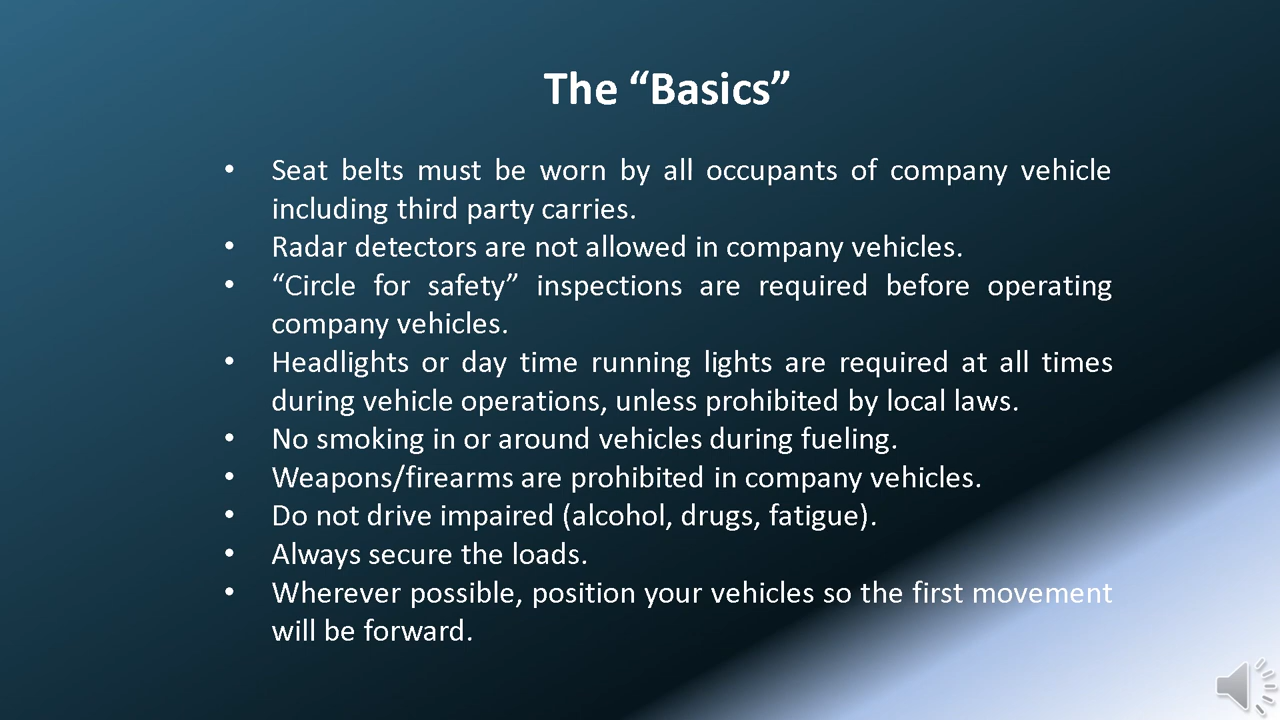 The “Basics”
• Seat belts must be worn by all occupants of company vehicle
including third party carries.
• Radar detectors are not allowed in company vehicles.
• “Circle for safety” inspections are required before operating
company vehicles.
• Headlights or day time running lights are required at all times
during vehicle operations, unless prohibited by local laws.
• No smoking in or around vehicles during fueling.
• Weapons/firearms are prohibited in company vehicles.
• Do not drive impaired (alcohol, drugs, fatigue).
• Always secure the loads.
• Wherever possible, position your vehicles so the first movement
will be forward.